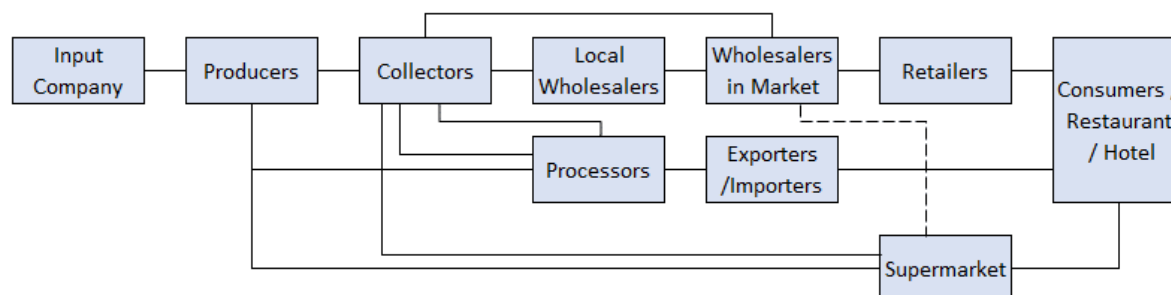 Input
Company
Producers
Collectors
Local
Wholesalers
Wholesalers
in Market
Retailers
Consumers /
Restaurant
/ Hotel
Processors
Exporters
/Importers
Supermarket